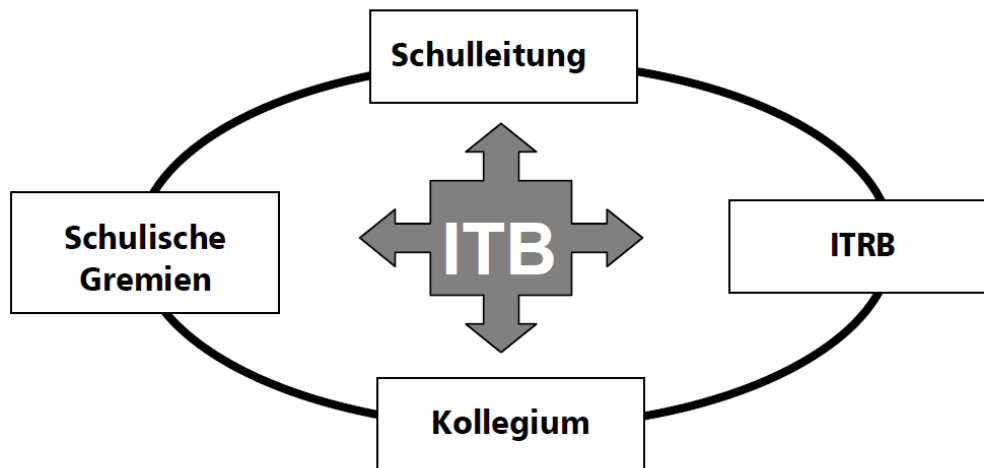 Schulleitung
Schulische
Gremien
ITB
ITRB
Kollegium